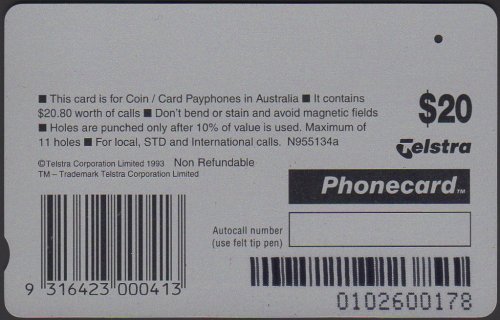 ■ This card is for Coin / Card Payphones in Australia ■ It contains
$20.80 worth of calls ■ Don't bend or stain and avoid magnetic fields
■ Holes are punched only after 10% of value is used. Maximum of
11 holes ■ For local, STD and International calls. N955134a
©Telstra Corporation Limited 1993 Non Refundable
TM – Trademark Telstra Corporation Limited.
$20
Telstra
Phonecard™
Autocall number
(use felt tip pen)
9 316423 000413
0102600178